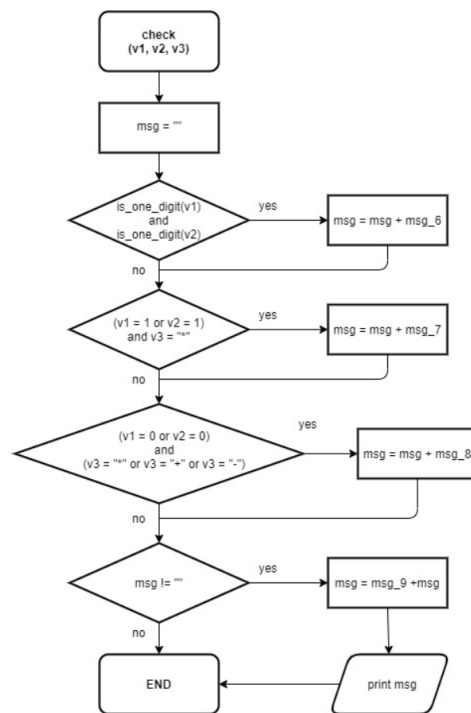 check
(v1, v2, v3)
msg = ""
is_one_digit(v1)
and
is_one_digit(v2)
yes
msg = msg + msg_6
no
(v1 = 1 or v2 = 1)
and v3 = "*"
yes
msg = msg + msg_7
no
(v1 = 0 or v2 = 0)
and
(v3 = "*" or v3 = "+" or v3 = "-")
yes
msg = msg + msg_8
no
msg != ""
yes
msg = msg_9 +msg
no
END
print msg